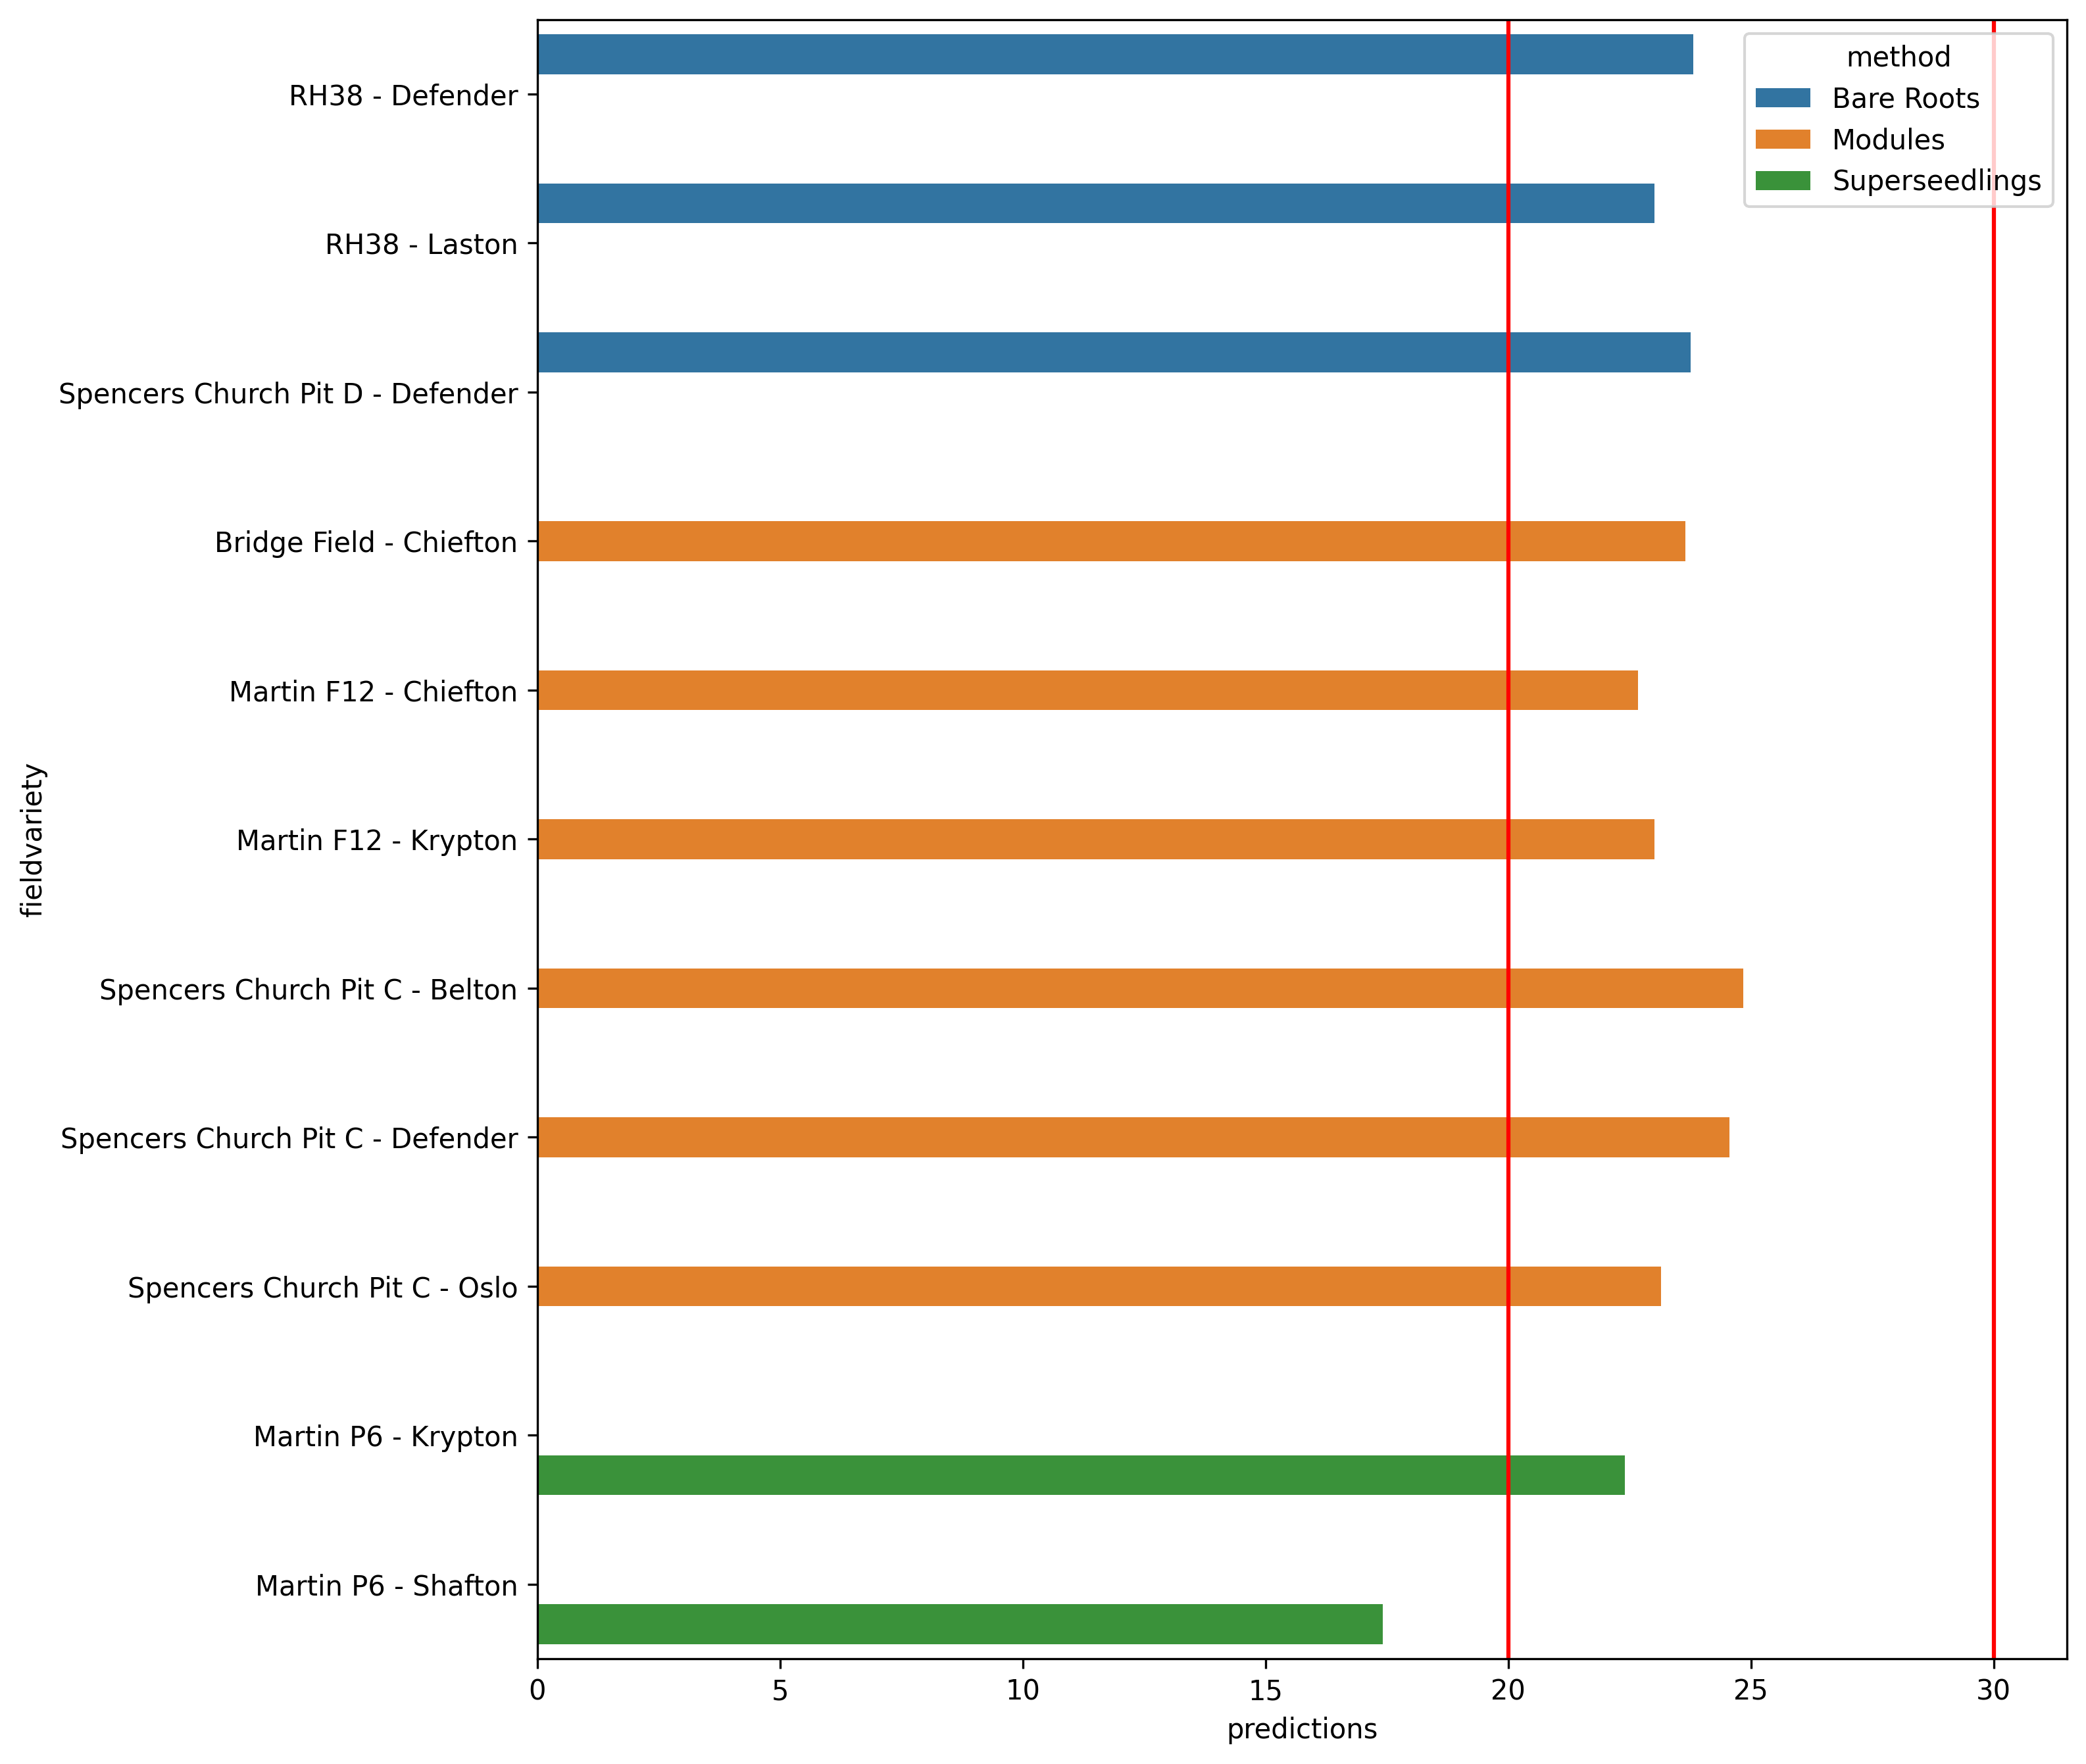 method
Bare Roots
Modules
Superseedlings
RH38 - Defender
RH38 - Laston
Spencers Church Pit D - Defender
Bridge Field - Chiefton
Martin F12 - Chiefton
Martin F12 - Krypton
Spencers Church Pit C - Belton
Spencers Church Pit C - Defender
Spencers Church Pit C - Oslo
Martin P6 - Krypton
Martin P6 - Shafton
fieldvariety
0 5 10 15 20 25 30
predictions